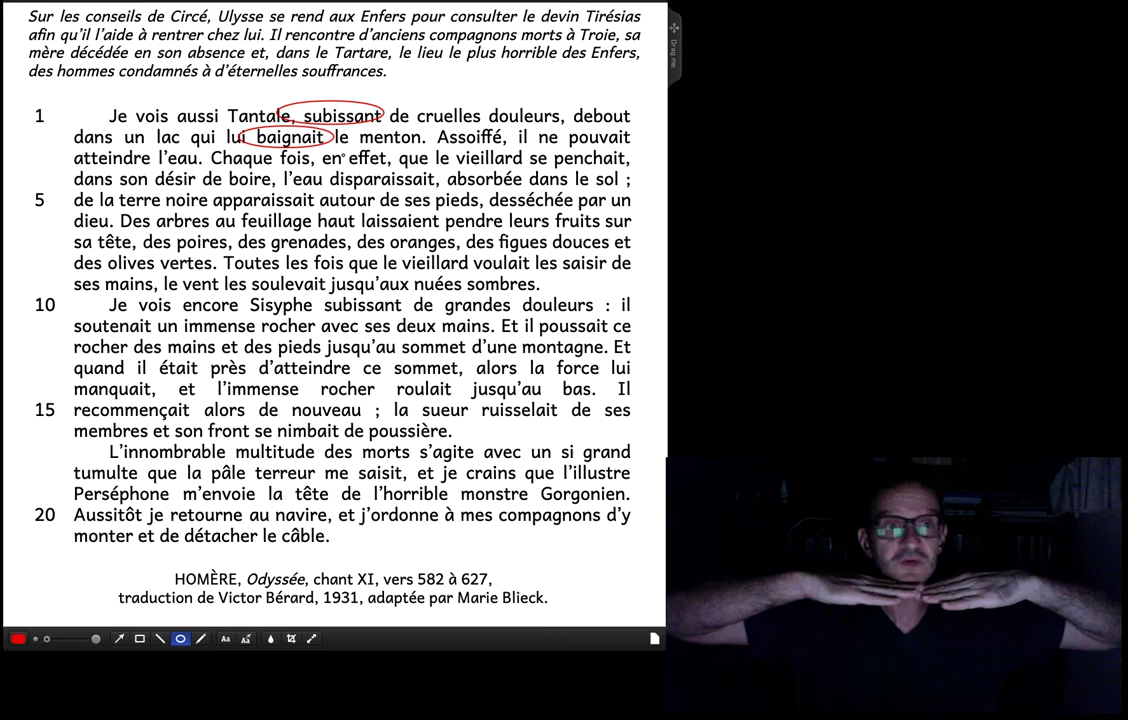 Sur les conseils de Circé, Ulysse se rend aux Enfers pour consulter le devin Tirésias
afin qu'il l'aide à rentrer chez lui. Il rencontre d'anciens compagnons morts à Troie, sa
mère décédée en son absence et, dans le Tartare, le lieu le plus horrible des Enfers,
des hommes condamnés à d'éternelles souffrances.
1 Je vois aussi Tantale, subissant de cruelles douleurs, debout
dans un lac qui lui baignait le menton. Assoiffé, il ne pouvait
atteindre l'eau. Chaque fois, en effet, que le vieillard se penchait,
dans son désir de boire, l'eau disparaissait, absorbée dans le sol ;
5 de la terre noire apparaissait autour de ses pieds, desséchée par un
dieu. Des arbres au feuillage haut laissaient pendre leurs fruits sur
sa tête, des poires, des grenades, des oranges, des figues douces et
des olives vertes. Toutes les fois que le vieillard voulait les saisir de
ses mains, le vent les soulevait jusqu'aux nuées sombres.
10 Je vois encore Sisyphe subissant de grandes douleurs : il
soutenait un immense rocher avec ses deux mains. Et il poussait ce
rocher des mains et des pieds jusqu'au sommet d'une montagne. Et
quand il était près d'atteindre ce sommet, alors la force lui
manquait, et l'immense rocher roulait jusqu'au bas. Il
15 recommençait alors de nouveau ; la sueur ruisselait de ses
membres et son front se nimbait de poussière.
L'innombrable multitude des morts s'agite avec un si grand
tumulte que la pâle terreur me saisit, et je crains que l'illustre
Perséphone m'envoie la tête de l'horrible monstre Gorgonien.
20 Aussitôt je retourne au navire, et j'ordonne à mes compagnons d'y
monter et de détacher le câble.
HOMÈRE, Odyssée, chant XI, vers 582 à 627,
traduction de Victor Bérard, 1931, adaptée par Marie Blieck.
Drag me
Aa
Aa